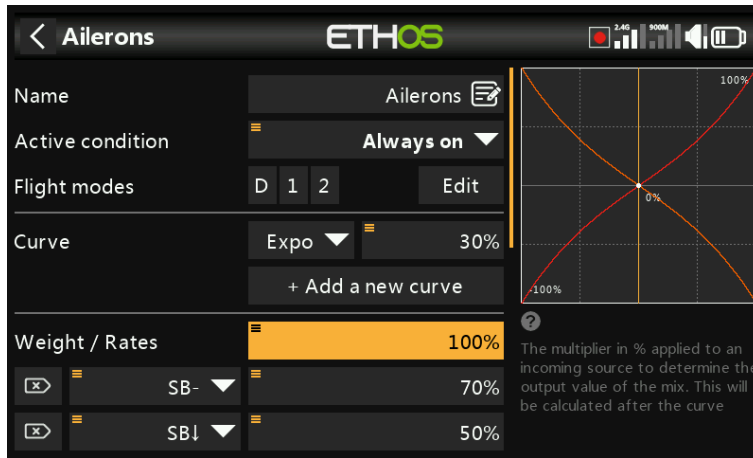 Ailerons
ETHOS
2.4G
900M
Name
Ailerons
Active condition
Always on
Flight modes
D 1 2
Edit
Curve
Expo
30%
+ Add a new curve
Weight / Rates
100%
SB-
70%
SB↓
50%
100%
0%
-100%
?
The multiplier in % applied to an
incoming source to determine the
output value of the mix. This will
be calculated after the curve